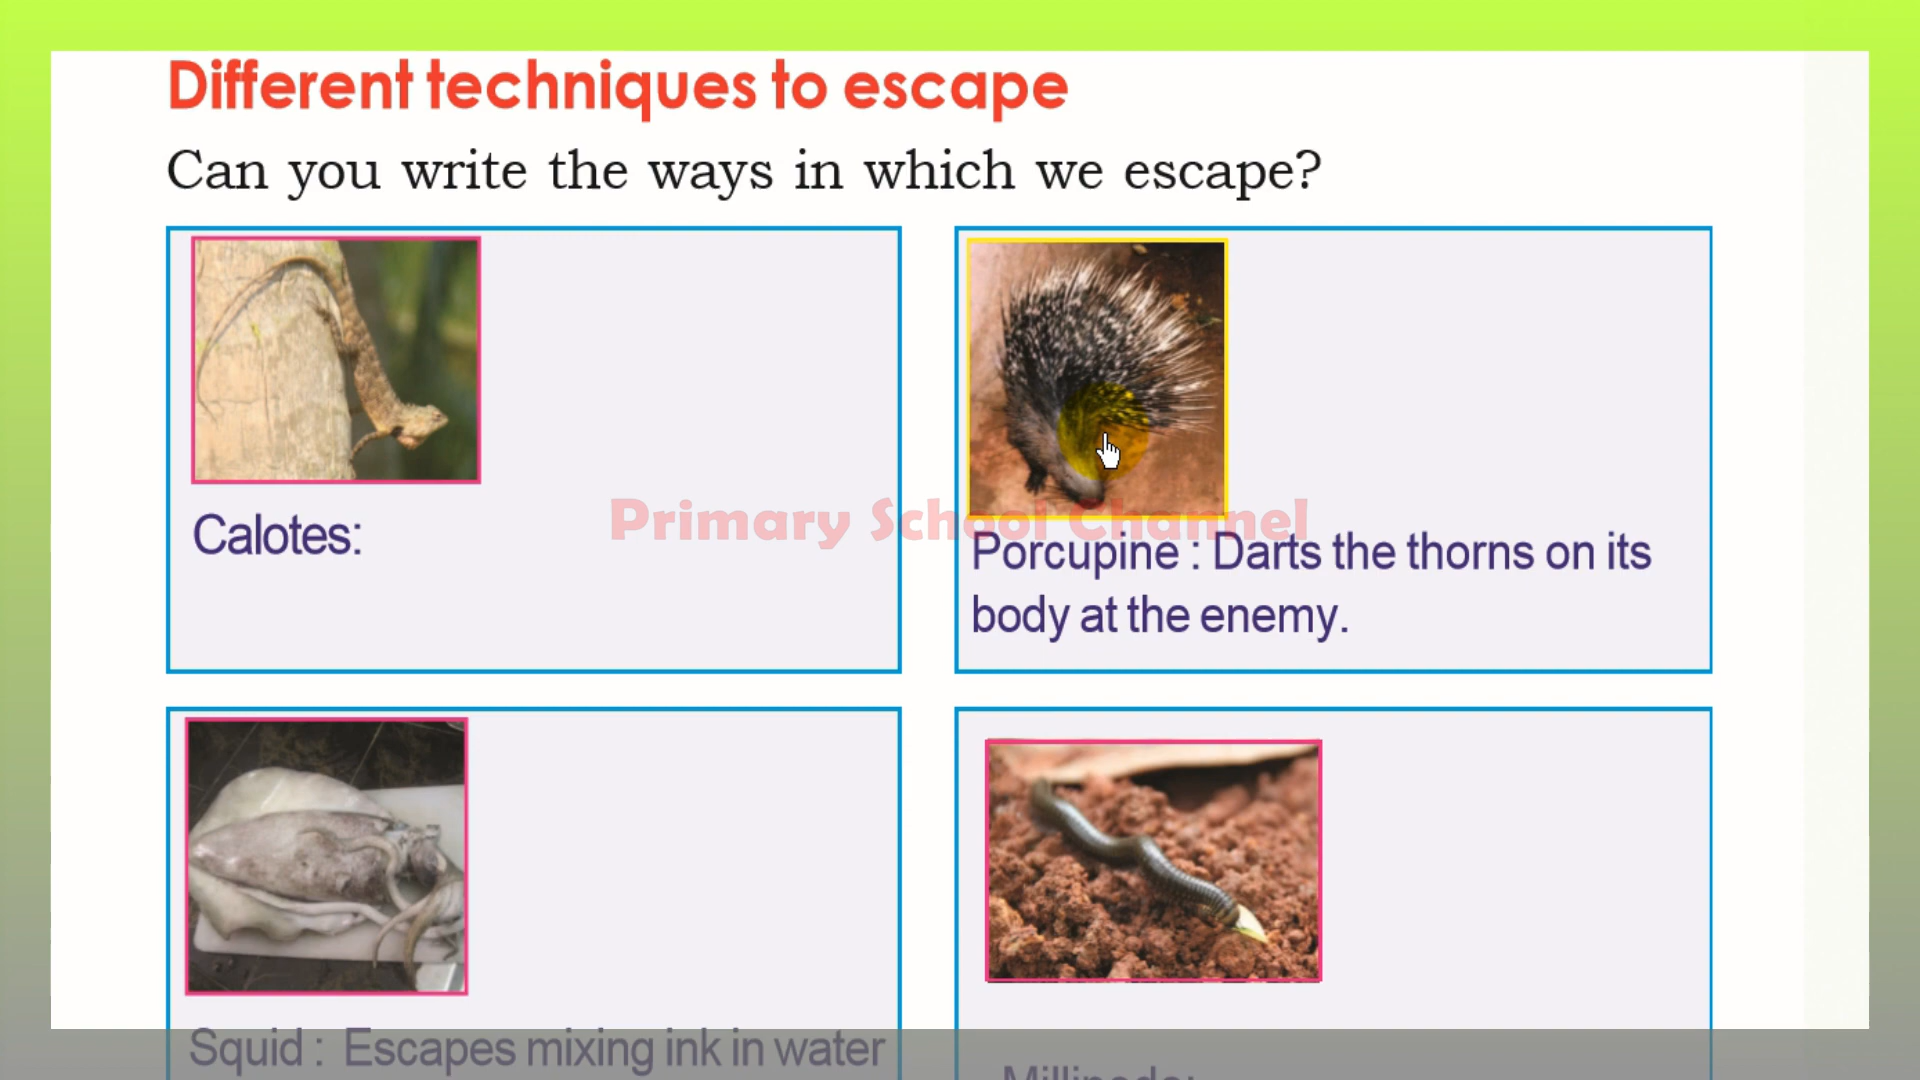 Different techniques to escape
Can you write the ways in which we escape?
Calotes:
Primary School Channel
Porcupine : Darts the thorns on its
body at the enemy.
Squid : Escapes mixing ink in water
Millipede: